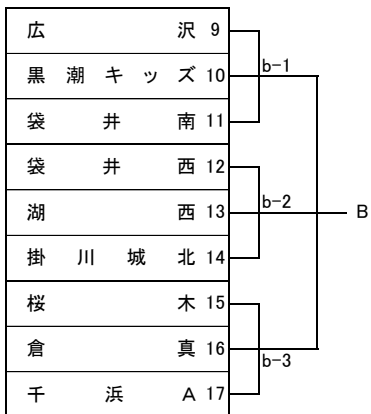 広沢 9
黒潮キッズ 10 b-1
袋井南 11
袋井西 12
湖西 13 b-2 B
掛川城北 14
桜木 15
倉真 16 b-3
千浜A 17